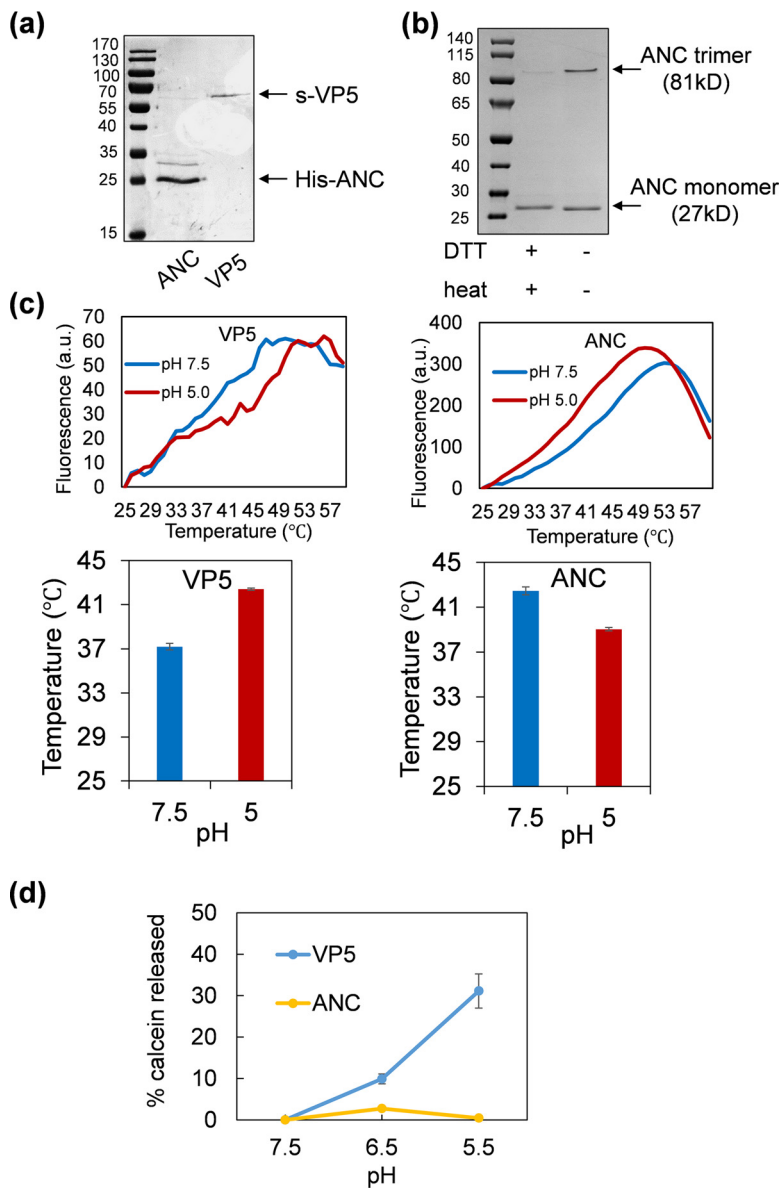 (a)
170
130
100
70
55
40
35
25
15
s-VP5
His-ANC
ANC
VP5
(b)
140
115
80
65
50
40
30
25
ANC trimer
(81kD)
ANC monomer
(27kD)
DTT + -
heat + -
(c)
Fluorescence (a.u.)
70
60
50
40
30
20
10
0
VP5
pH 7.5
pH 5.0
25 29 33 37 41 45 49 53 57
Temperature (°C)
Fluorescence (a.u.)
400
300
200
100
0
ANC
pH 7.5
pH 5.0
25 29 33 37 41 45 49 53 57
Temperature (°C)
Temperature (°C)
45
41
37
33
29
25
VP5
7.5 5
pH
Temperature (°C)
45
41
37
33
29
25
ANC
7.5 5
pH
(d)
% calcein released
50
40
30
20
10
0
VP5
ANC
7.5 6.5 5.5
pH